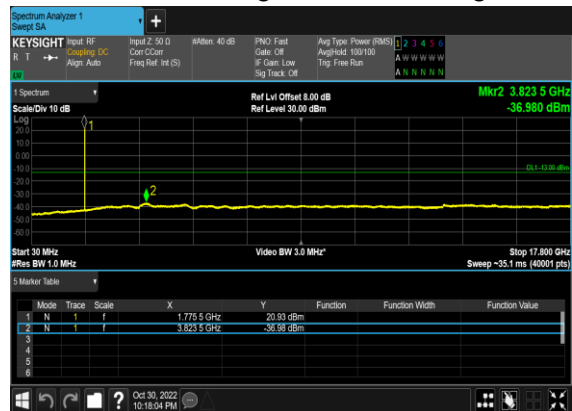 Spectrum Analyzer 1
Swept SA
+
KEYSIGHT Input: RF Input Z: 50 Ω #Atten: 40 dB PNO: Fast Avg Type: Power (RMS) 1 2 3 4 5 6
R T Coupling: DC Corr CCorr Gate: Off Avg|Hold: 100/100 A W W W W W
Align: Auto Freq Ref: Int (S) IF Gain: Low Trig: Free Run
LW Sig Track: Off A N N N N N
1 Spectrum Ref Lvl Offset 8.00 dB Mkr2 3.823 5 GHz
Scale/Div 10 dB Ref Level 30.00 dBm -36.980 dBm
Log
20.0
10.0
0.00
-10.0
-20.0
-30.0
-40.0
-50.0
-60.0
1
2
DL1 -13.00 dBm
Start 30 MHz Video BW 3.0 MHz* Stop 17.800 GHz
#Res BW 1.0 MHz Sweep ~35.1 ms (40001 pts)
5 Marker Table
Mode Trace Scale X Y Function Function Width Function Value
1 N 1 f 1.775 5 GHz 20.93 dBm
2 N 1 f 3.823 5 GHz -36.98 dBm
3
4
5
6
? Oct 30, 2022
10:18:04 PM